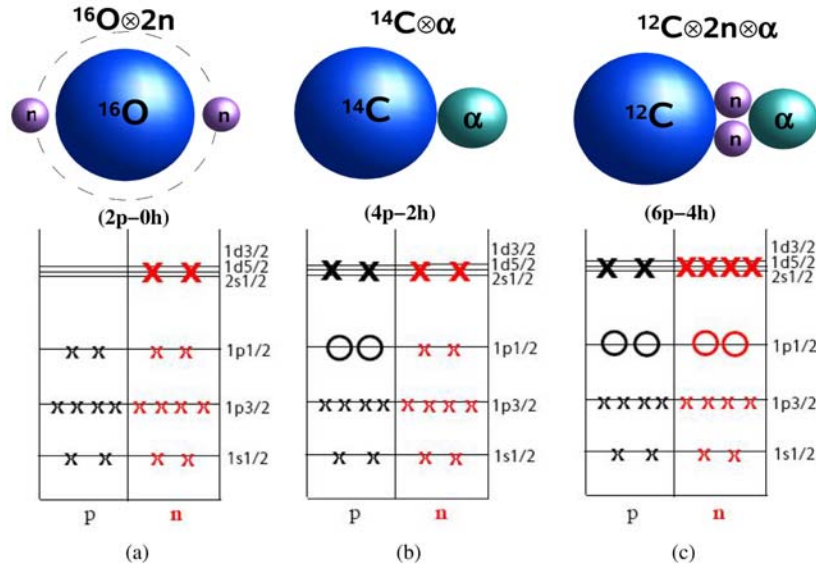 ¹⁶O⊗2n
n
¹⁶O
n
(2p−0h)
1d3/2
1d5/2
2s1/2
x x
x x
x x
1p1/2
x x x x
x x x x
1p3/2
x x
x x
1s1/2
p
n
(a)
¹⁴C⊗α
¹⁴C
α
(4p−2h)
1d3/2
1d5/2
2s1/2
x x
x x
x x
1p1/2
x x x x
x x x x
1p3/2
x x
x x
1s1/2
p
n
(b)
¹²C⊗2n⊗α
¹²C
n
n
α
(6p−4h)
1d3/2
1d5/2
2s1/2
x x
x x x x
1p1/2
x x x x
x x x x
1p3/2
x x
x x
1s1/2
p
n
(c)